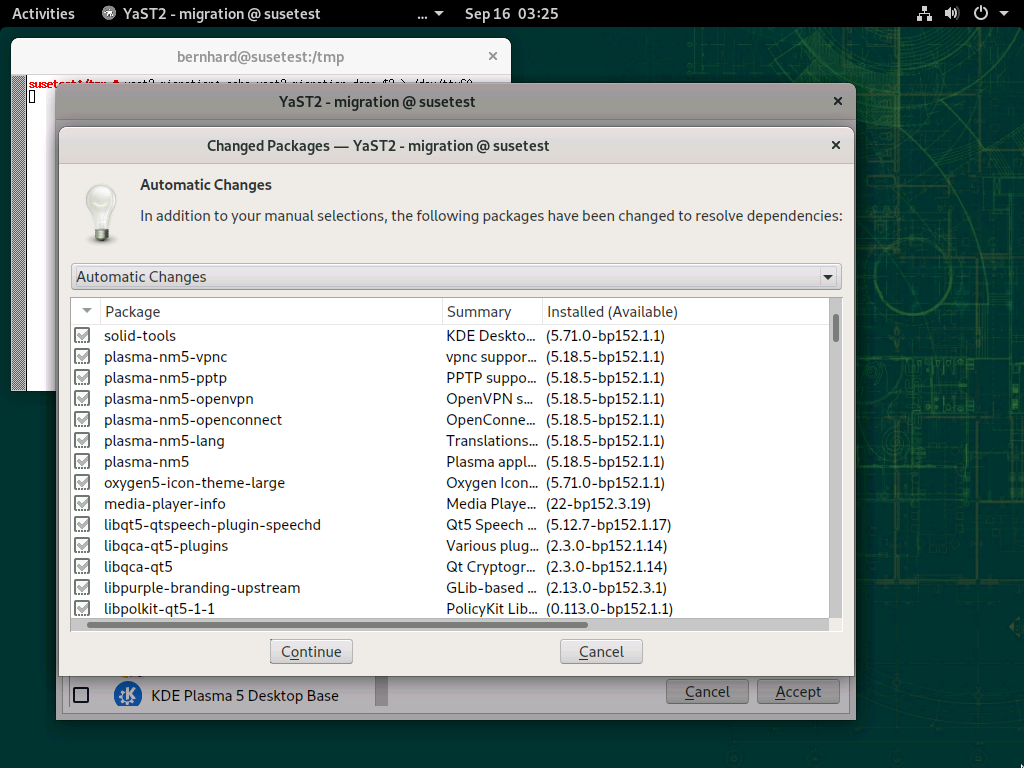 Activities YaST2 - migration @ susetest ... Sep 16 03:25
bernhard@susetest:/tmp
YaST2 - migration @ susetest
Changed Packages — YaST2 - migration @ susetest
Automatic Changes
In addition to your manual selections, the following packages have been changed to resolve dependencies:
Automatic Changes
Package Summary Installed (Available)
solid-tools KDE Deskto... (5.71.0-bp152.1.1)
plasma-nm5-vpnc vpnc suppor... (5.18.5-bp152.1.1)
plasma-nm5-pptp PPTP suppo... (5.18.5-bp152.1.1)
plasma-nm5-openvpn OpenVPN s... (5.18.5-bp152.1.1)
plasma-nm5-openconnect OpenConne... (5.18.5-bp152.1.1)
plasma-nm5-lang Translations... (5.18.5-bp152.1.1)
plasma-nm5 Plasma appl... (5.18.5-bp152.1.1)
oxygen5-icon-theme-large Oxygen Icon... (5.71.0-bp152.1.1)
media-player-info Media Playe... (22-bp152.3.19)
libqt5-qtspeech-plugin-speechd Qt5 Speech ... (5.12.7-bp152.1.17)
libqca-qt5-plugins Various plug... (2.3.0-bp152.1.14)
libqca-qt5 Qt Cryptogr... (2.3.0-bp152.1.14)
libpurple-branding-upstream GLib-based ... (2.13.0-bp152.3.1)
libpolkit-qt5-1-1 PolicyKit Lib... (0.113.0-bp152.1.1)
Continue Cancel
KDE Plasma 5 Desktop Base Cancel Accept